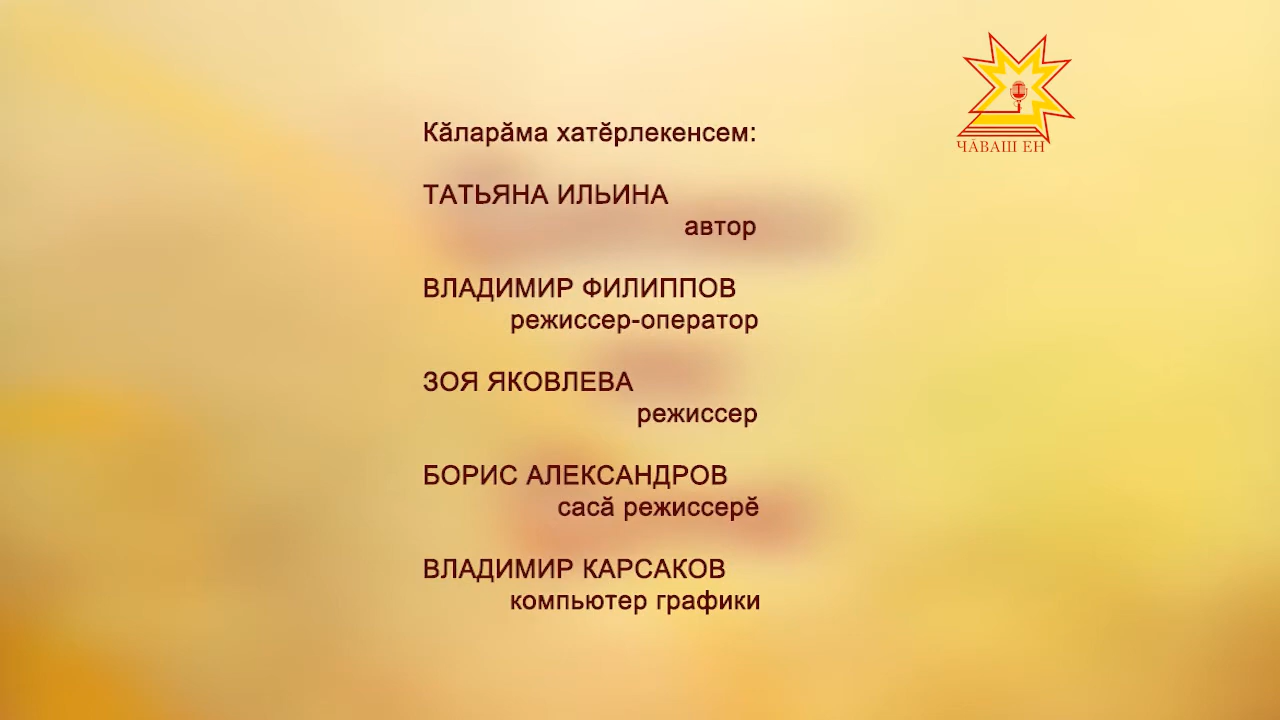 ЧӐВАШ ЕН
Кӑларӑма хатӗрлекенсем:
ТАТЬЯНА ИЛЬИНА
автор
ВЛАДИМИР ФИЛИППОВ
режиссер-оператор
ЗОЯ ЯКОВЛЕВА
режиссер
БОРИС АЛЕКСАНДРОВ
сасӑ режиссерӗ
ВЛАДИМИР КАРСАКОВ
компьютер графики